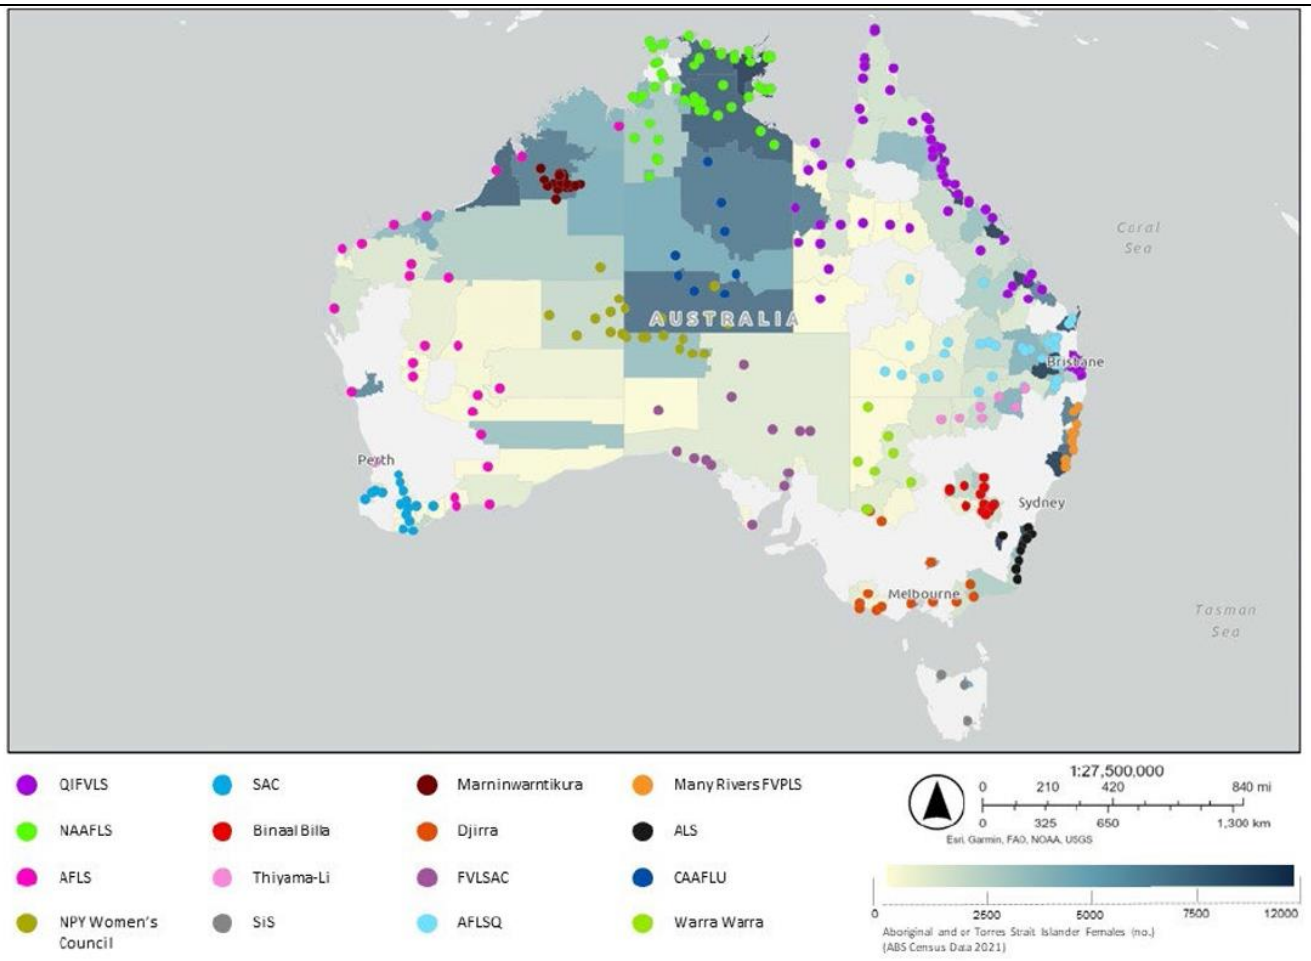 Coral
Sea
AUSTRALIA
Brisbane
Perth
Sydney
Melbourne
Tasman
Sea
QIFVLS
SAC
Marninwarntikura
Many Rivers FVPLS
NAAFLS
Binaal Billa
Djirra
ALS
AFLS
Thiyama-Li
FVLSAC
CAAFLU
NPY Women's
Council
SiS
AFLSQ
Warra Warra
1:27,500,000
0 210 420 840 mi
0 325 650 1,300 km
Esri, Garmin, FAO, NOAA, USGS
0 2500 5000 7500 12000
Aboriginal and or Torres Strait Islander Females (no.)
(ABS Census Data 2021)